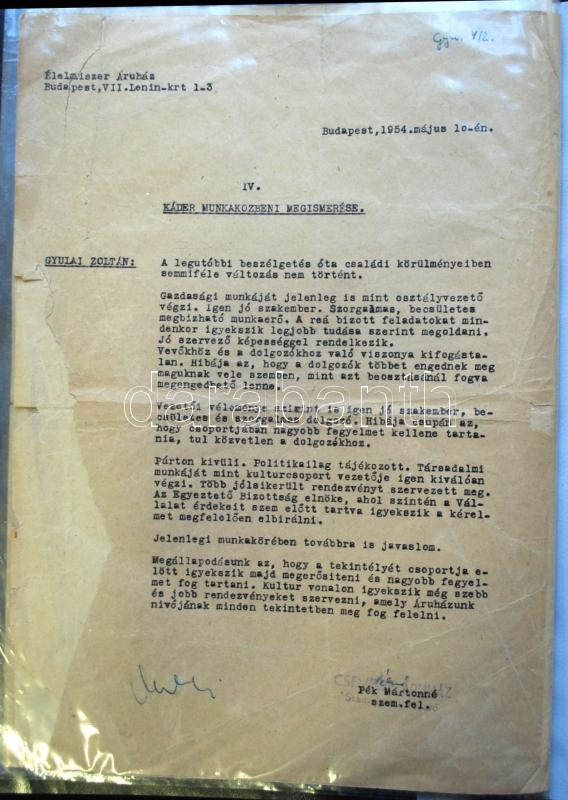 Gyu. 4/2.
Élelmiszer Áruház
Budapest,VII.Lenin-krt 1-3
Budapest,1954.május 1o-én.
IV.
KÁDER MUNKAKÖZBENI MEGISMERÉSE.
GYULAI ZOLTÁN: A legutóbbi beszélgetés óta családi körülményeiben
semmiféle változás nem történt.
Gazdasági munkáját jelenleg is mint osztályvezető
végzi. Igen jó szakember. Szorgalmas, becsületes
megbizható munkaerő. A reá bizott feladatokat min-
denkor igyekszik legjobb tudása szerint megoldani.
Jó szervező képességgel rendelkezik.
Vevőkhöz és a dolgozókhoz való viszonya kifogásta-
lan. Hibája az, hogy a dolgozók többet engednek meg
maguknak vele szemben, mint azt beosztásánál fogva
megengedhető lenne.
Vezetői véleménye szerint is igen jó szakember, be-
csületes és szorgalmas dolgozó. Hibája csupán az,
hogy csoportjában nagyobb fegyelmet kellene tarta-
nia, tul közvetlen a dolgozókhoz.
Párton kivüli. Politikailag tájékozott. Társadalmi
munkáját mint kulturcsoport vezetője igen kiválóan
végzi. Több jólsikerült rendezvényt szervezett meg.
Az Egyeztető Bizottság elnöke, ahol szintén a Vál-
lalat érdekeit szem előtt tartva igyekszik a kérel-
met megfelelően elbirálni.
Jelenlegi munkakörében továbbra is javaslom.
Megállapodásunk az, hogy a tekintélyét csoportja e-
lött igyekszik majd megerősiteni és nagyobb fegyel-
met fog tartani. Kultur vonalon igyekszik még szebb
és jobb rendezvényeket szervezni, amely Áruházunk
nivójának minden tekintetben meg fog felelni.
Pék Mártonné
szem.fel.
darabanth